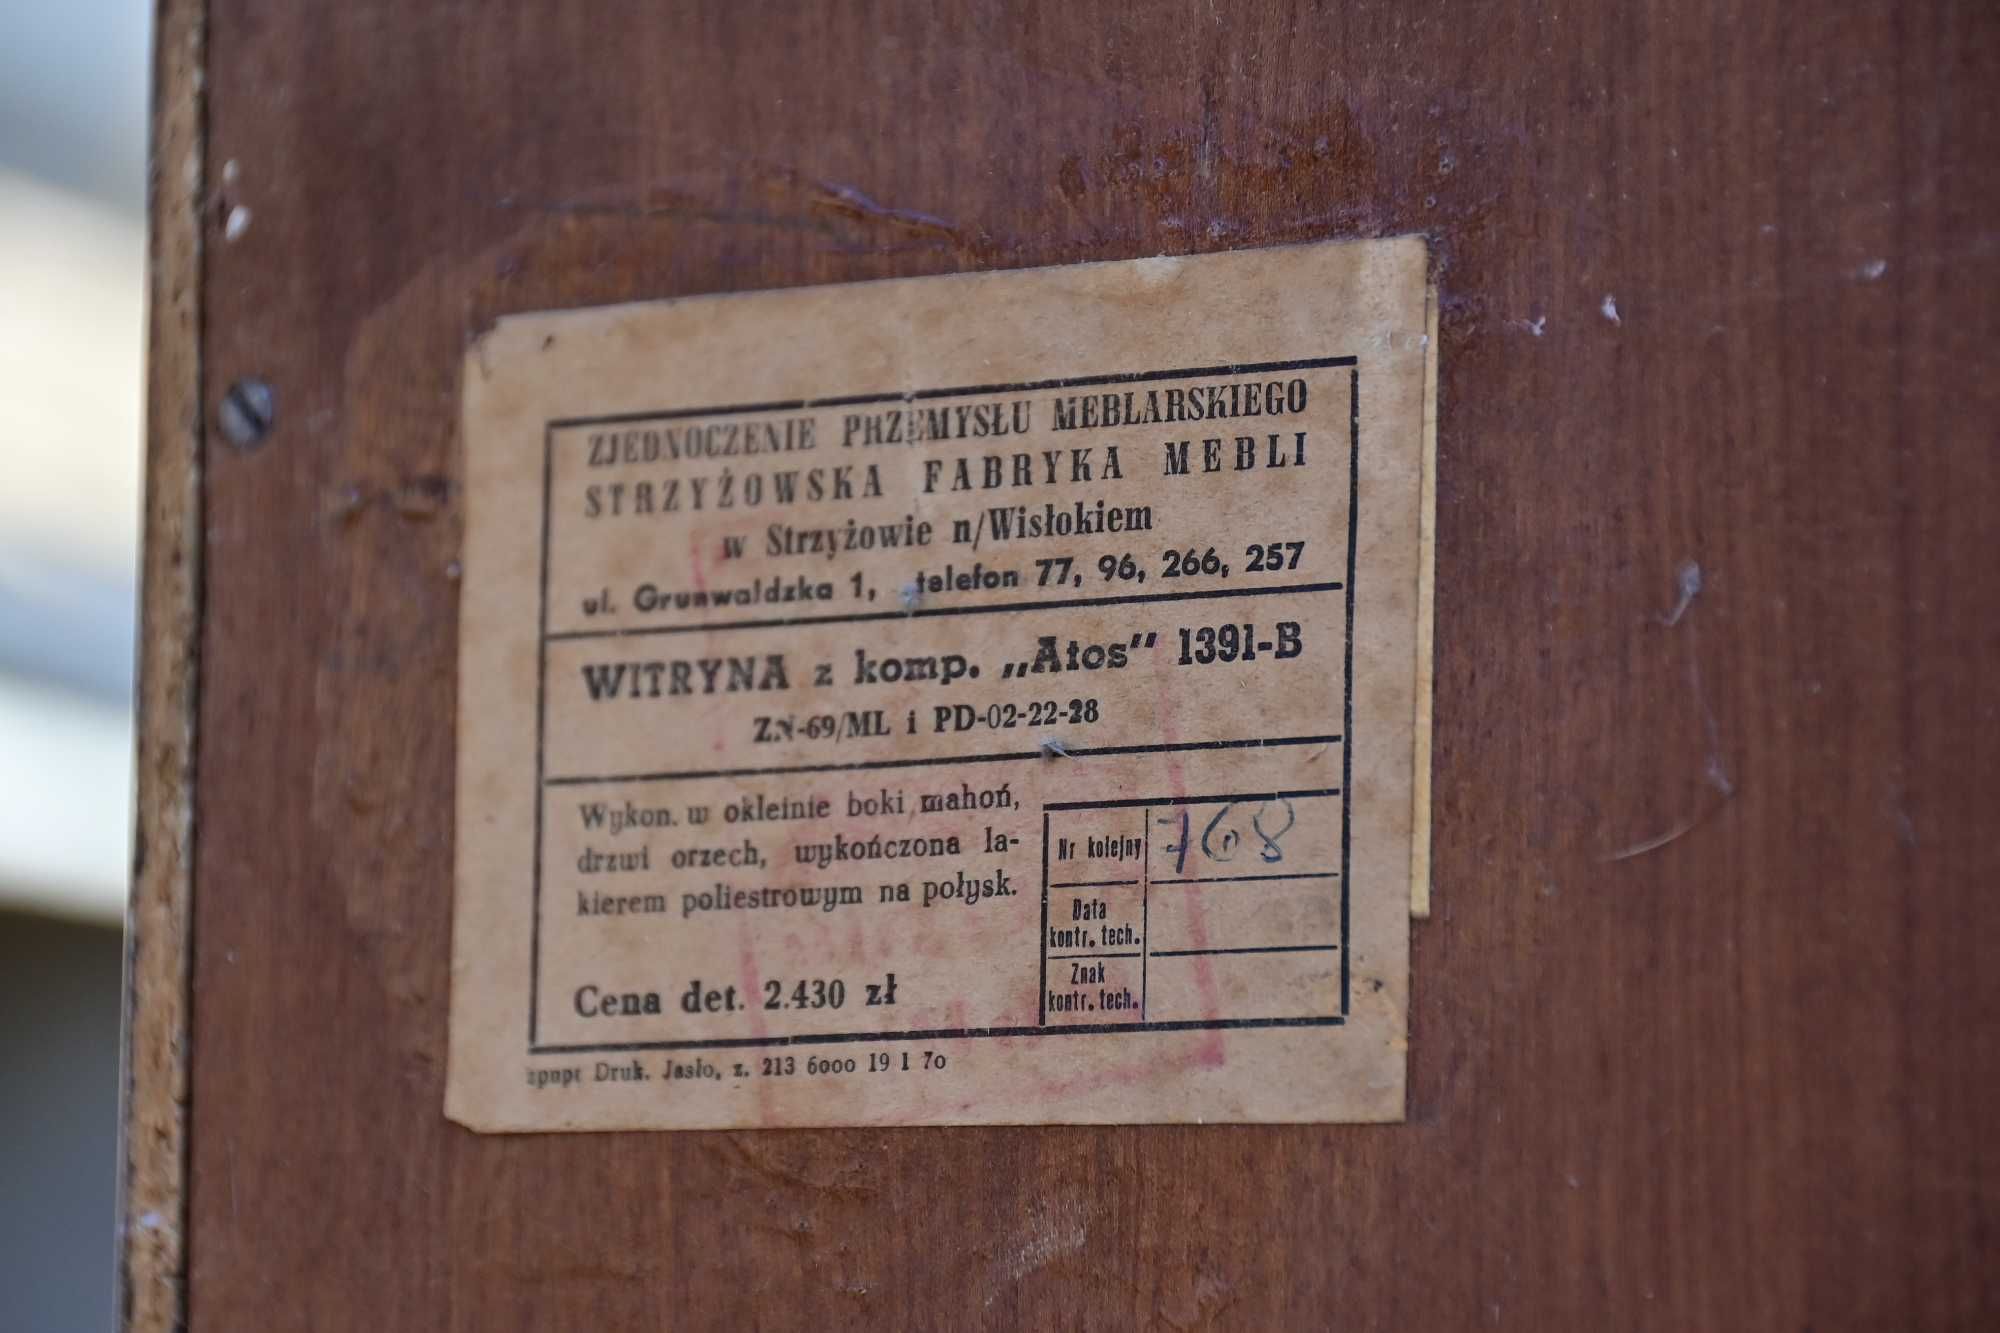 ZJEDNOCZENIE PRZEMYSŁU MEBLARSKIEGO
STRZYŻOWSKA FABRYKA MEBLI
w Strzyżowie n/Wisłokiem
ul. Grunwaldzka 1, telefon 77, 96, 266, 257
WITRYNA z komp. „Atos" 1391-B
ZN-69/ML i PD-02-22-28
Wykon. w okleinie boki mahoń,
drzwi orzech, wykończona la-
kierem poliestrowym na połysk.
Cena det. 2.430 zł
Nr kolejny 768
Data
kontr. tech.
Znak
kontr. tech.
Druk. Jasło, z. 213 6000 19 1 70